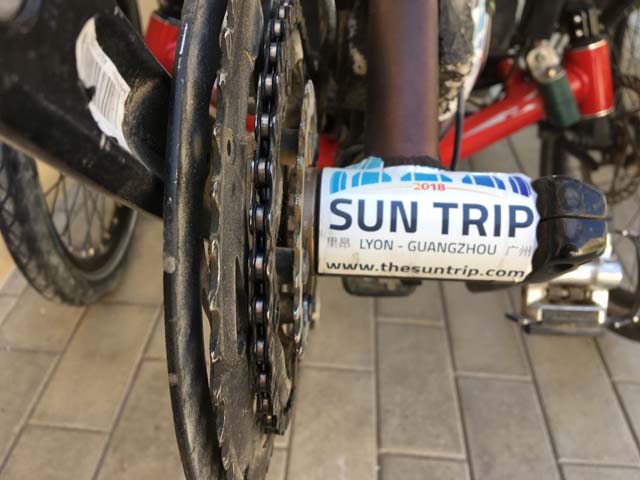 2018
SUN TRIP
里昂 LYON - GUANGZHOU 广州
www.thesuntrip.com